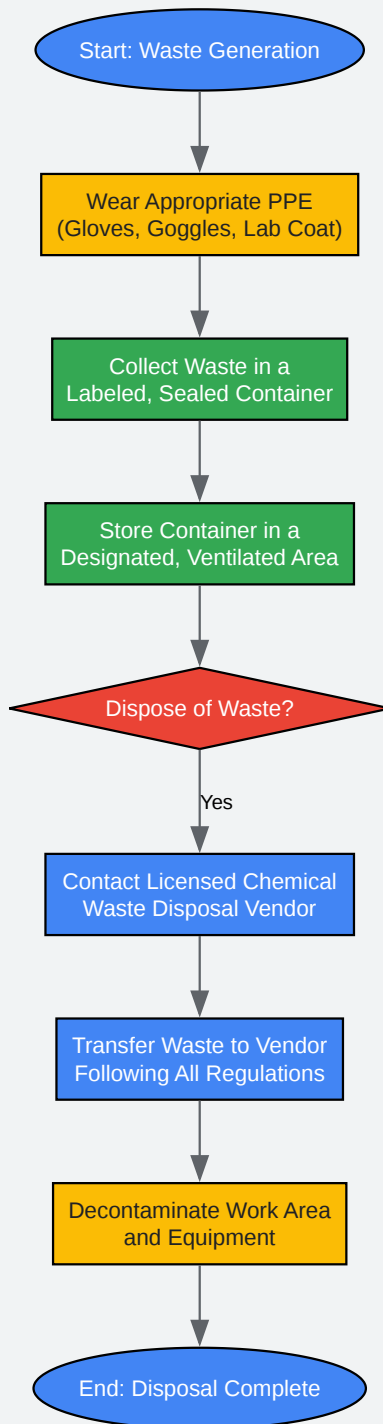 Start: Waste Generation
Wear Appropriate PPE
(Gloves, Goggles, Lab Coat)
Collect Waste in a
Labeled, Sealed Container
Store Container in a
Designated, Ventilated Area
Dispose of Waste?
Yes
Contact Licensed Chemical
Waste Disposal Vendor
Transfer Waste to Vendor
Following All Regulations
Decontaminate Work Area
and Equipment
End: Disposal Complete